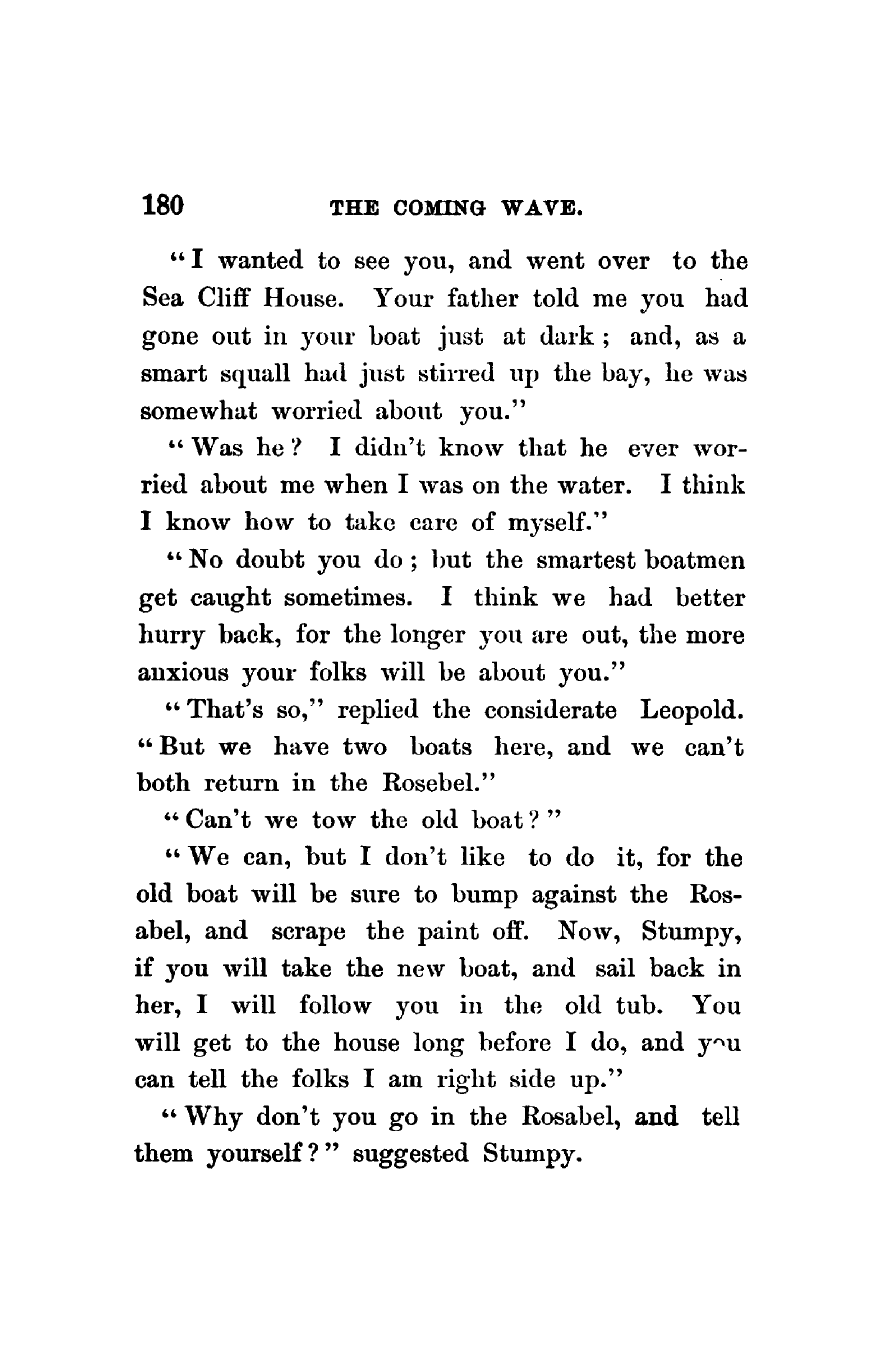 180 THE COMING WAVE.
“I wanted to see you, and went over to the
Sea Cliff House. Your father told me you had
gone out in your boat just at dark; and, as a
smart squall had just stirred up the bay, he was
somewhat worried about you.”
“Was he? I didn’t know that he ever wor-
ried about me when I was on the water. I think
I know how to take care of myself.”
“No doubt you do; but the smartest boatmen
get caught sometimes. I think we had better
hurry back, for the longer you are out, the more
anxious your folks will be about you.”
“That’s so,” replied the considerate Leopold.
“But we have two boats here, and we can’t
both return in the Rosebel.”
“Can’t we tow the old boat?”
“We can, but I don’t like to do it, for the
old boat will be sure to bump against the Ros-
abel, and scrape the paint off. Now, Stumpy,
if you will take the new boat, and sail back in
her, I will follow you in the old tub. You
will get to the house long before I do, and you
can tell the folks I am right side up.”
“Why don’t you go in the Rosabel, and tell
them yourself?” suggested Stumpy.